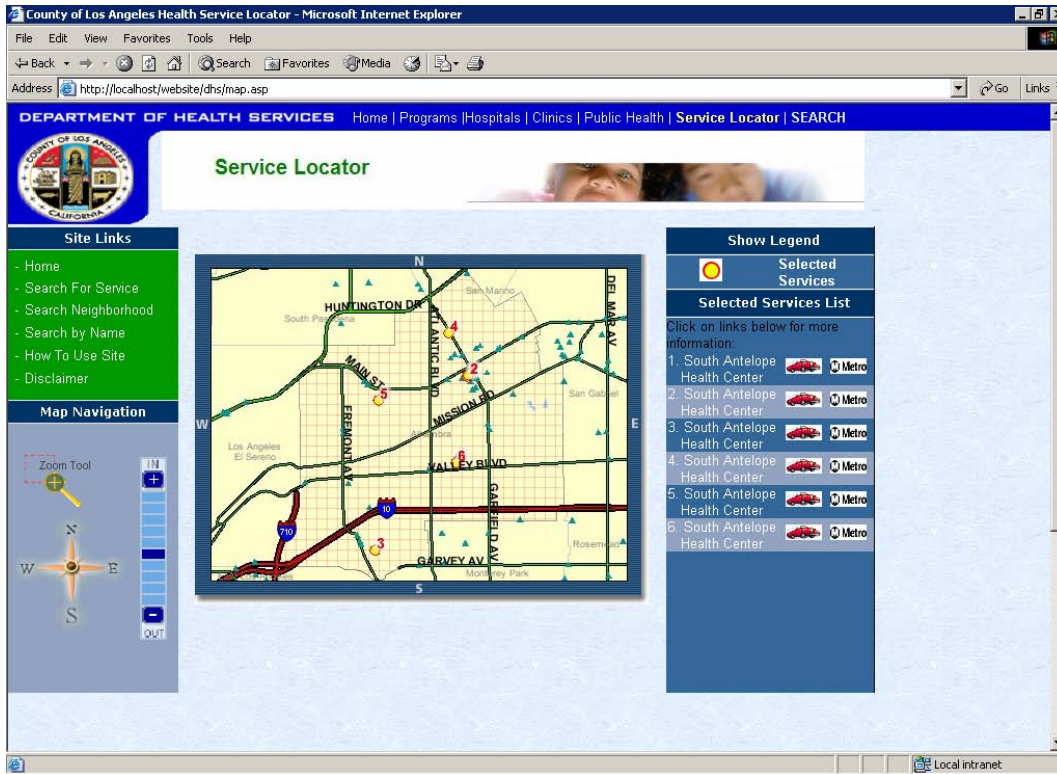 County of Los Angeles Health Service Locator - Microsoft Internet Explorer
File Edit View Favorites Tools Help
Back Search Favorites Media
Address http://localhost/website/dhs/map.asp Go Links
DEPARTMENT OF HEALTH SERVICES Home | Programs |Hospitals | Clinics | Public Health | Service Locator | SEARCH
COUNTY OF LOS ANGELES
CALIFORNIA
Service Locator
Site Links
- Home
- Search For Service
- Search Neighborhood
- Search by Name
- How To Use Site
- Disclaimer
Map Navigation
Zoom Tool
IN
N
W E
S
OUT
N
W
E
S
San Marino
HUNTINGTON DR
South Pasadena
ATLANTIC BLVD
DEL MAR AV
4
MAIN ST
2
5
San Gabriel
MISSION RD
FREMONT AV
Alhambra
Los Angeles
El Sereno
6
VALLEY BLVD
GARFIELD AV
10
710
3
Rosemead
GARVEY AV
Monterey Park
Show Legend
Selected
Services
Selected Services List
Click on links below for more
information:
1. South Antelope
Health Center
Metro
2. South Antelope
Health Center
Metro
3. South Antelope
Health Center
Metro
4. South Antelope
Health Center
Metro
5. South Antelope
Health Center
Metro
6. South Antelope
Health Center
Metro
Local intranet